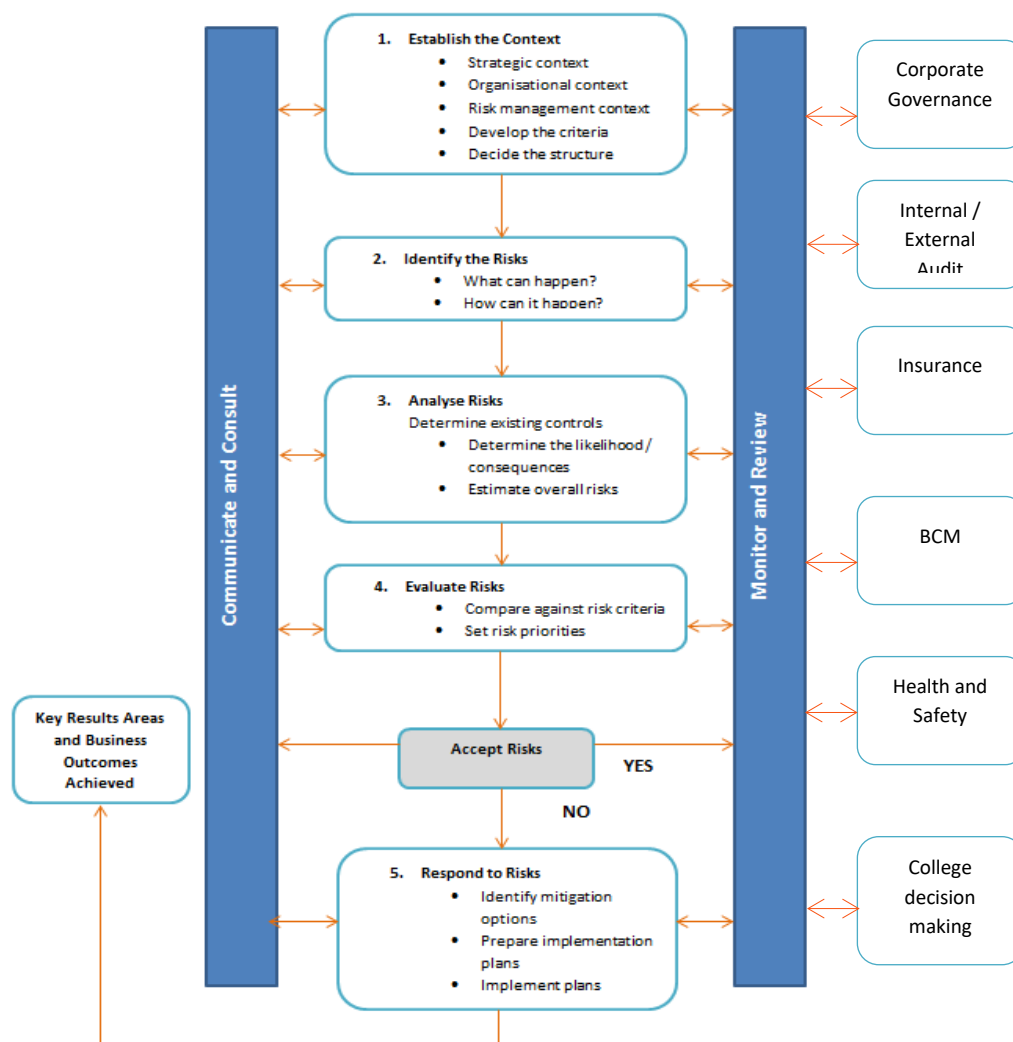 1. Establish the Context
• Strategic context
• Organisational context
• Risk management context
• Develop the criteria
• Decide the structure
2. Identify the Risks
• What can happen?
• How can it happen?
3. Analyse Risks
Determine existing controls
• Determine the likelihood /
consequences
• Estimate overall risks
4. Evaluate Risks
• Compare against risk criteria
• Set risk priorities
Accept Risks
YES
NO
5. Respond to Risks
• Identify mitigation
options
• Prepare implementation
plans
• Implement plans
Communicate and Consult
Monitor and Review
Key Results Areas
and Business
Outcomes
Achieved
Corporate
Governance
Internal /
External
Audit
Insurance
BCM
Health and
Safety
College
decision
making